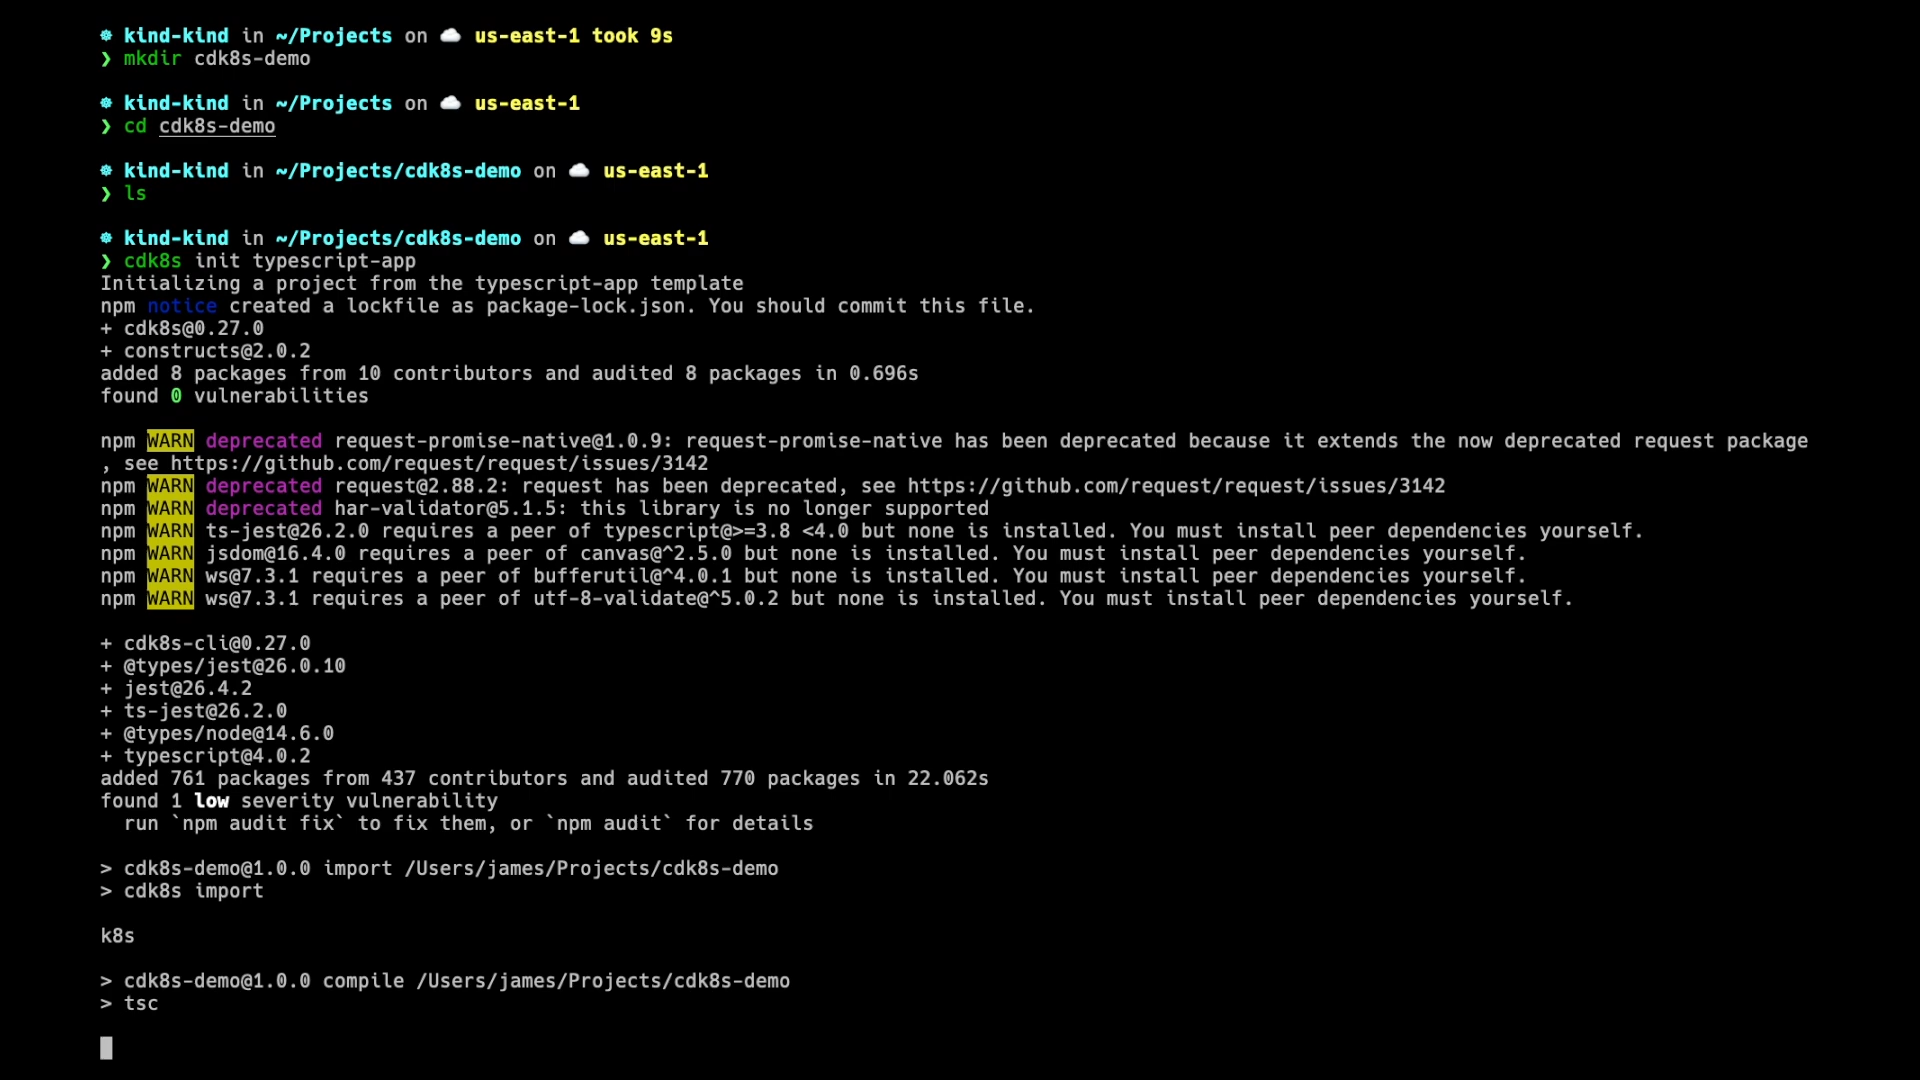 kind-kind in ~/Projects on ☁️ us-east-1 took 9s
❯ mkdir cdk8s-demo
kind-kind in ~/Projects on ☁️ us-east-1
❯ cd cdk8s-demo
kind-kind in ~/Projects/cdk8s-demo on ☁️ us-east-1
❯ ls
kind-kind in ~/Projects/cdk8s-demo on ☁️ us-east-1
❯ cdk8s init typescript-app
Initializing a project from the typescript-app template
npm notice created a lockfile as package-lock.json. You should commit this file.
+ cdk8s@0.27.0
+ constructs@2.0.2
added 8 packages from 10 contributors and audited 8 packages in 0.696s
found 0 vulnerabilities
npm WARN deprecated request-promise-native@1.0.9: request-promise-native has been deprecated because it extends the now deprecated request package
, see https://github.com/request/request/issues/3142
npm WARN deprecated request@2.88.2: request has been deprecated, see https://github.com/request/request/issues/3142
npm WARN deprecated har-validator@5.1.5: this library is no longer supported
npm WARN ts-jest@26.2.0 requires a peer of typescript@>=3.8 <4.0 but none is installed. You must install peer dependencies yourself.
npm WARN jsdom@16.4.0 requires a peer of canvas@^2.5.0 but none is installed. You must install peer dependencies yourself.
npm WARN ws@7.3.1 requires a peer of bufferutil@^4.0.1 but none is installed. You must install peer dependencies yourself.
npm WARN ws@7.3.1 requires a peer of utf-8-validate@^5.0.2 but none is installed. You must install peer dependencies yourself.
+ cdk8s-cli@0.27.0
+ @types/jest@26.0.10
+ jest@26.4.2
+ ts-jest@26.2.0
+ @types/node@14.6.0
+ typescript@4.0.2
added 761 packages from 437 contributors and audited 770 packages in 22.062s
found 1 low severity vulnerability
run `npm audit fix` to fix them, or `npm audit` for details
> cdk8s-demo@1.0.0 import /Users/james/Projects/cdk8s-demo
> cdk8s import
k8s
> cdk8s-demo@1.0.0 compile /Users/james/Projects/cdk8s-demo
> tsc